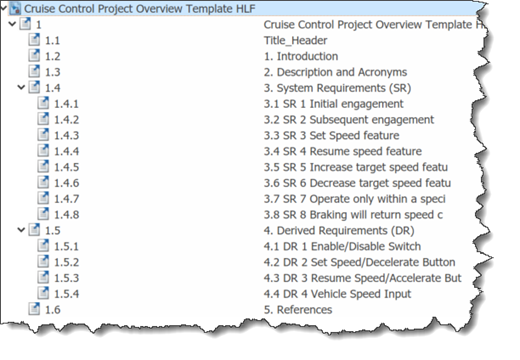 Cruise Control Project Overview Template HLF
1 Cruise Control Project Overview Template H
1.1 Title_Header
1.2 1. Introduction
1.3 2. Description and Acronyms
1.4 3. System Requirements (SR)
1.4.1 3.1 SR 1 Initial engagement
1.4.2 3.2 SR 2 Subsequent engagement
1.4.3 3.3 SR 3 Set Speed feature
1.4.4 3.4 SR 4 Resume speed feature
1.4.5 3.5 SR 5 Increase target speed featu
1.4.6 3.6 SR 6 Decrease target speed featu
1.4.7 3.7 SR 7 Operate only within a speci
1.4.8 3.8 SR 8 Braking will return speed c
1.5 4. Derived Requirements (DR)
1.5.1 4.1 DR 1 Enable/Disable Switch
1.5.2 4.2 DR 2 Set Speed/Decelerate Button
1.5.3 4.3 DR 3 Resume Speed/Accelerate But
1.5.4 4.4 DR 4 Vehicle Speed Input
1.6 5. References